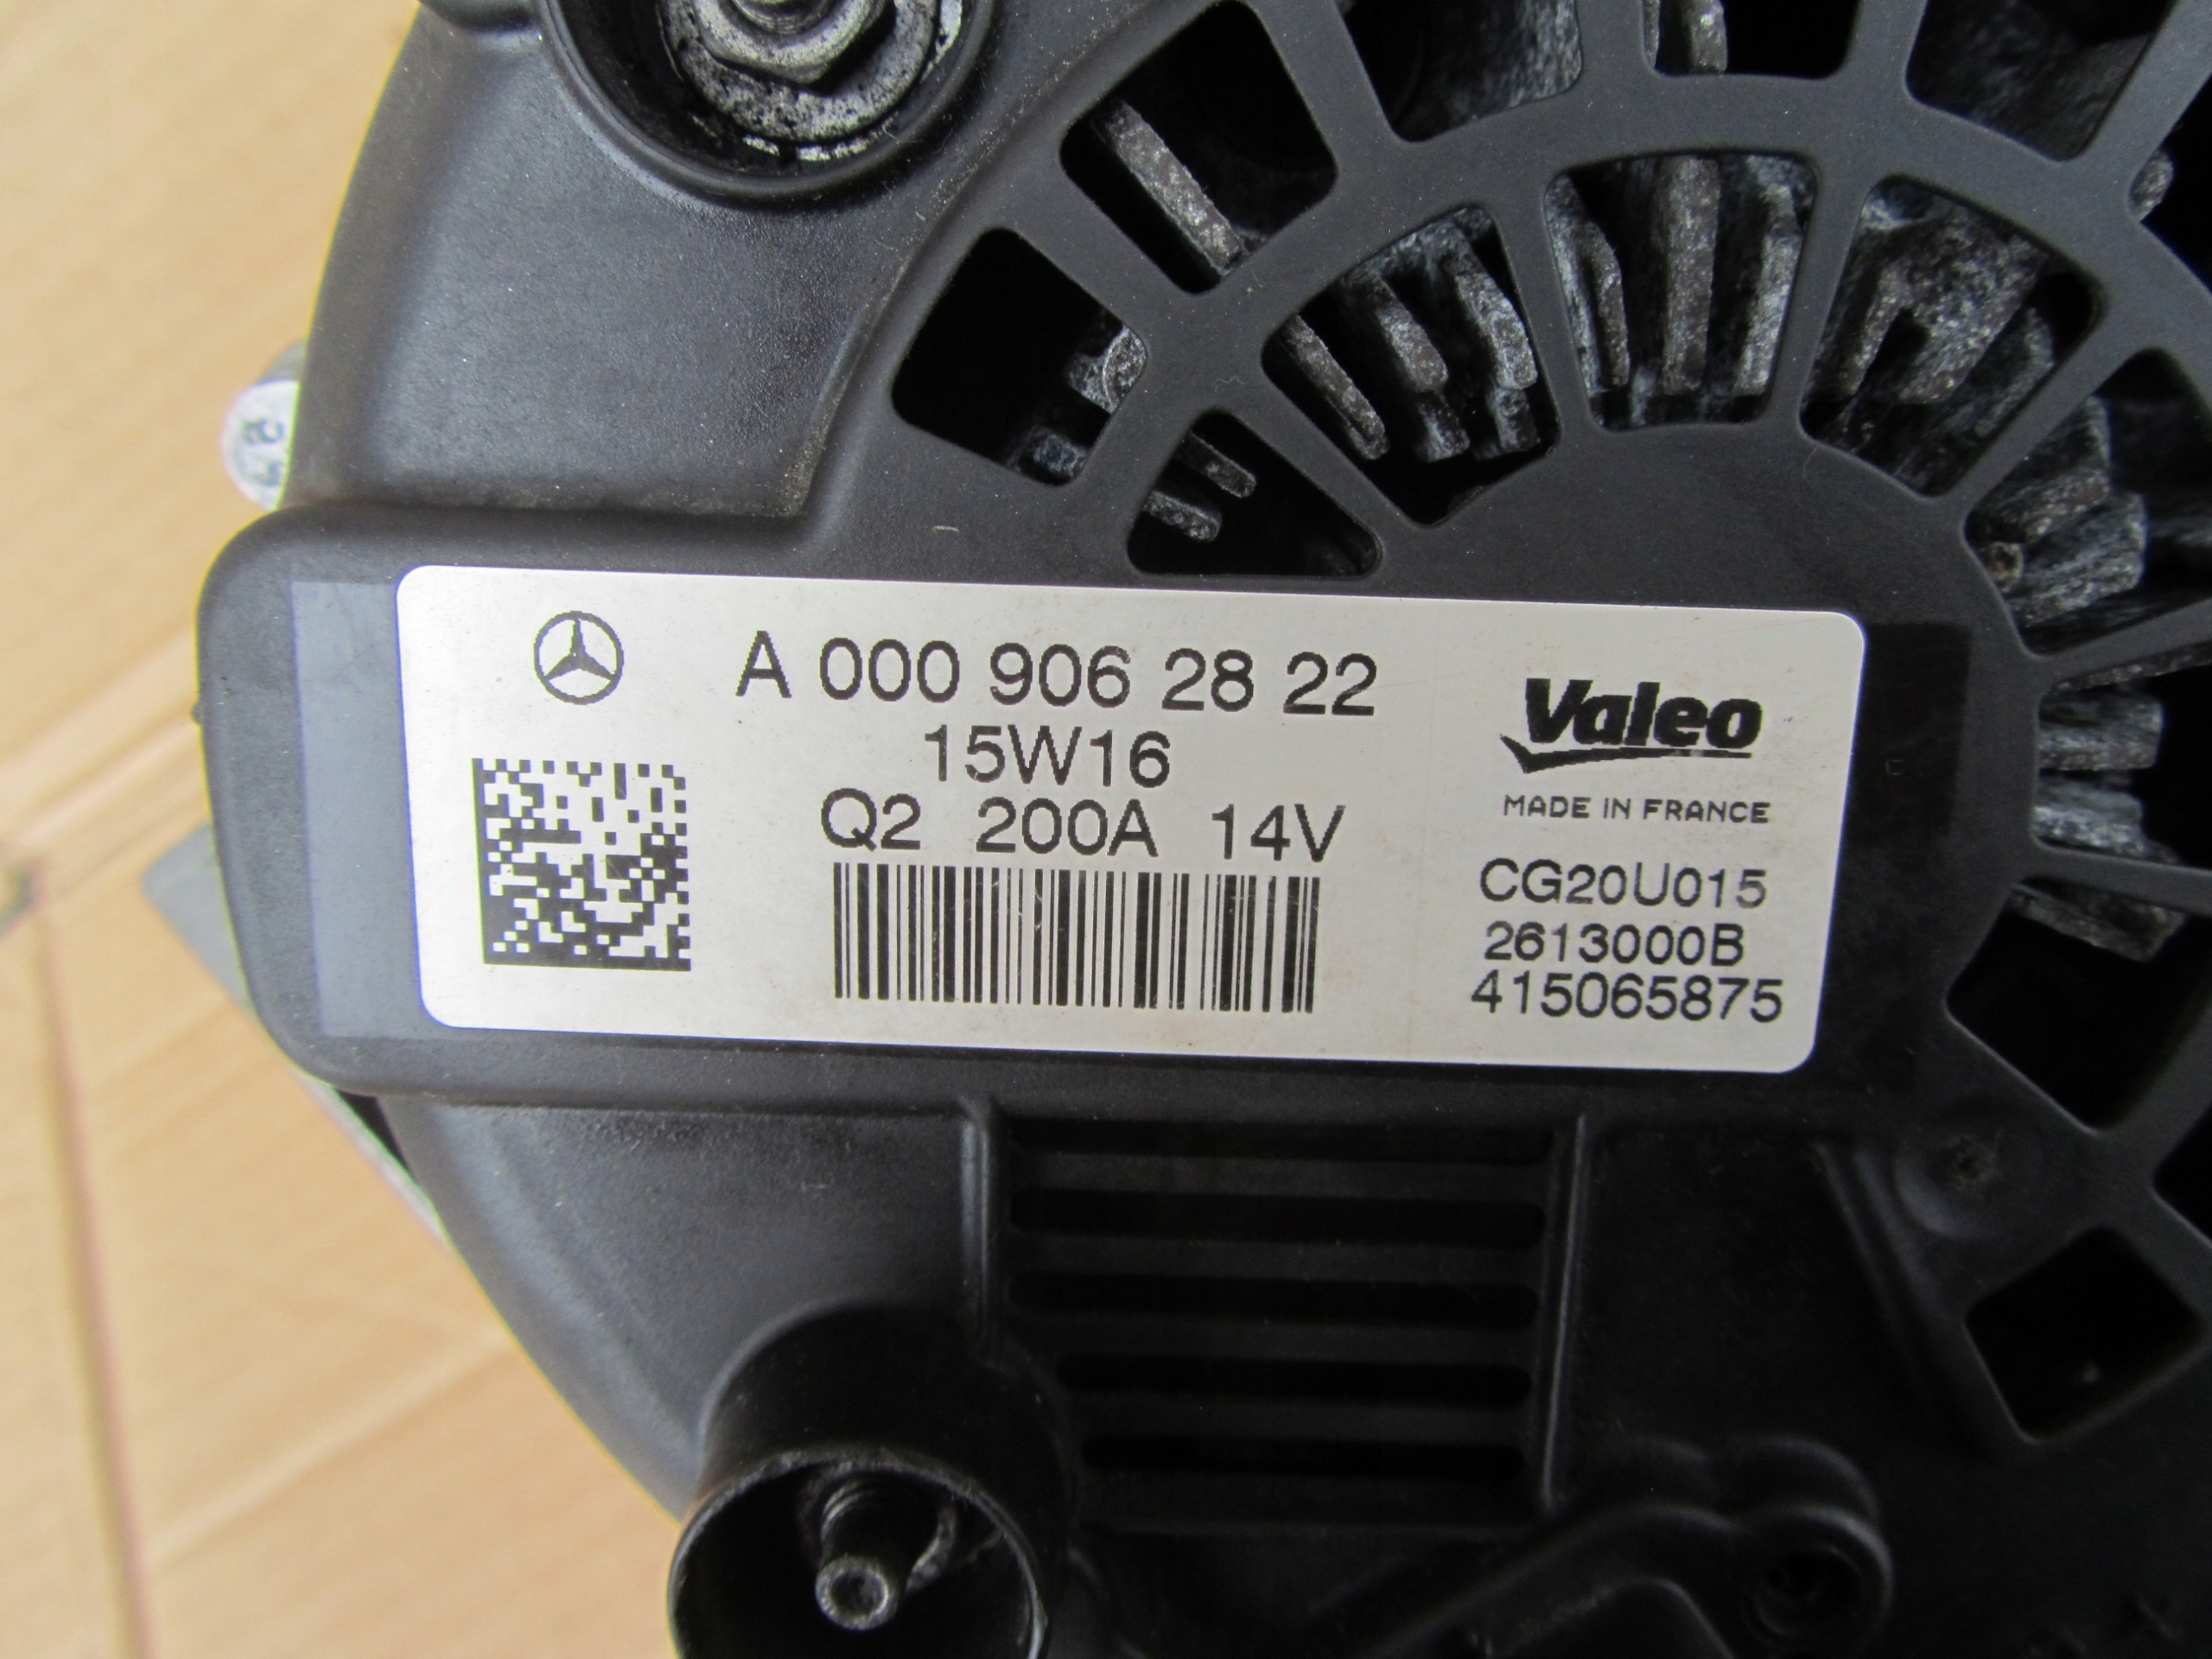 A 000 906 28 22
15W16
Q2 200A 14V
Valeo
MADE IN FRANCE
CG20U015
2613000B
415065875